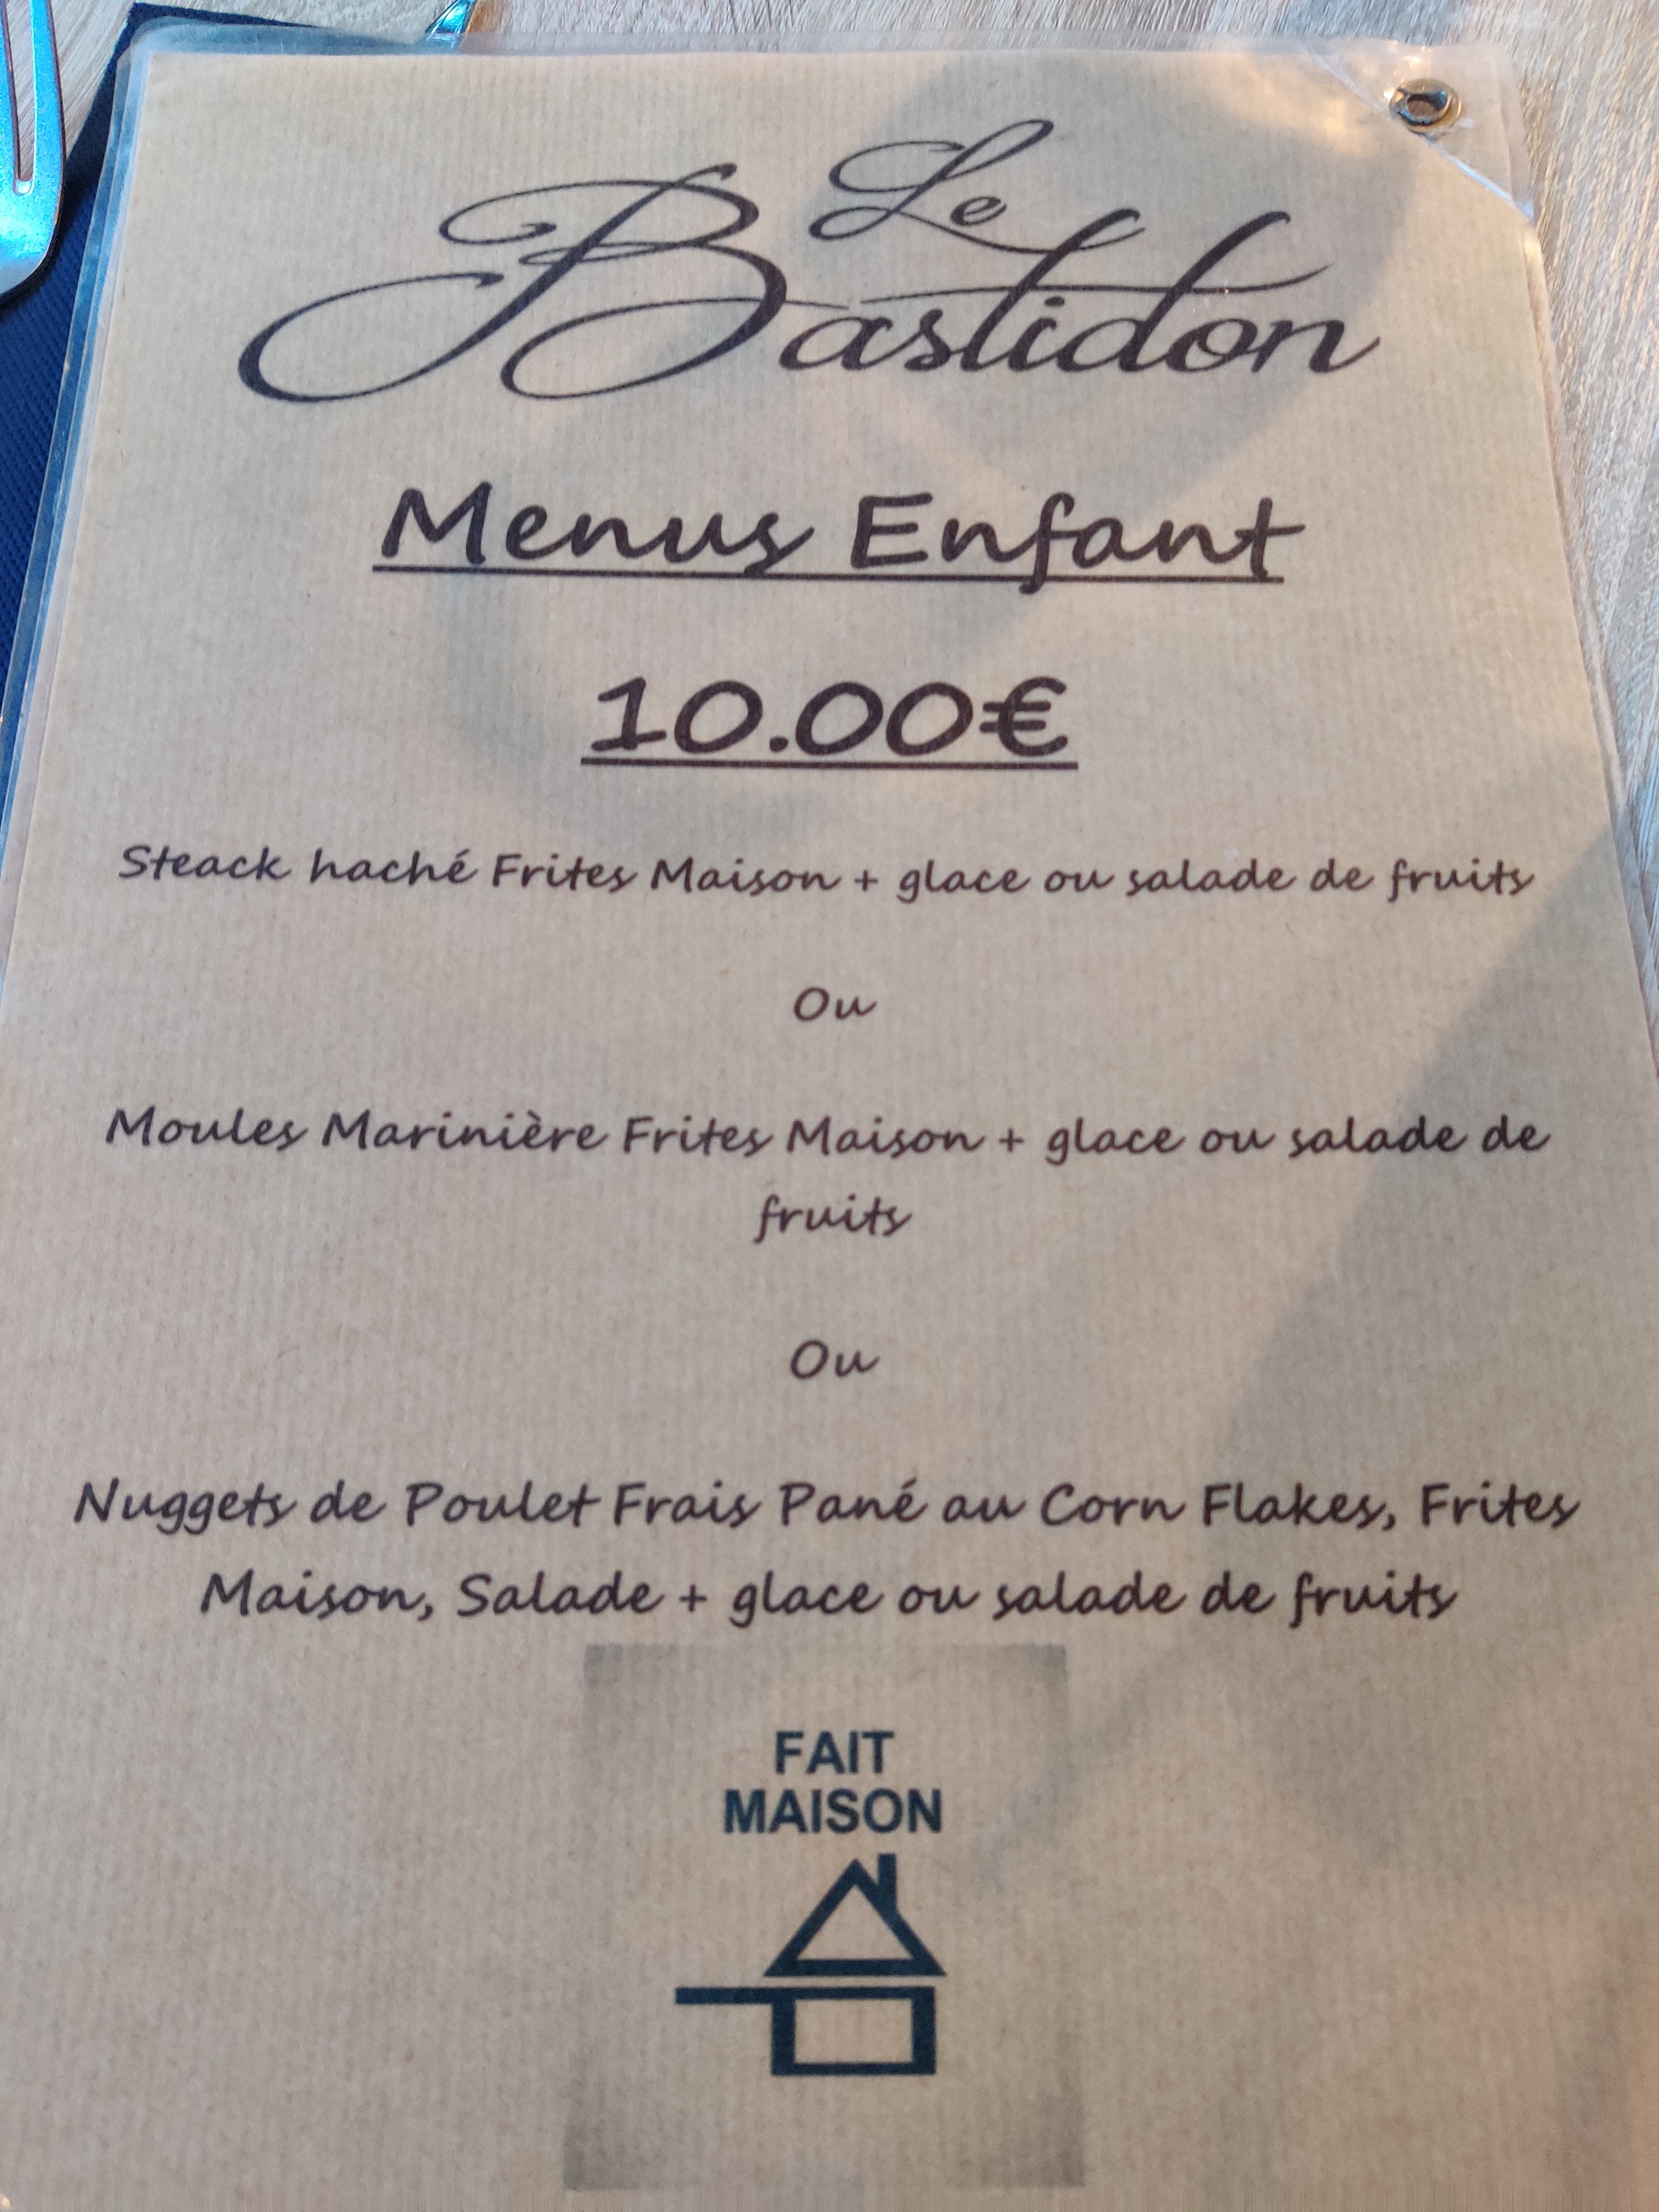 Le
Bastidon
Menus Enfant
10.00€
Steack haché Frites Maison + glace ou salade de fruits
Ou
Moules Marinière Frites Maison + glace ou salade de
fruits
Ou
Nuggets de Poulet Frais Pané au Corn Flakes, Frites
Maison, Salade + glace ou salade de fruits
FAIT
MAISON